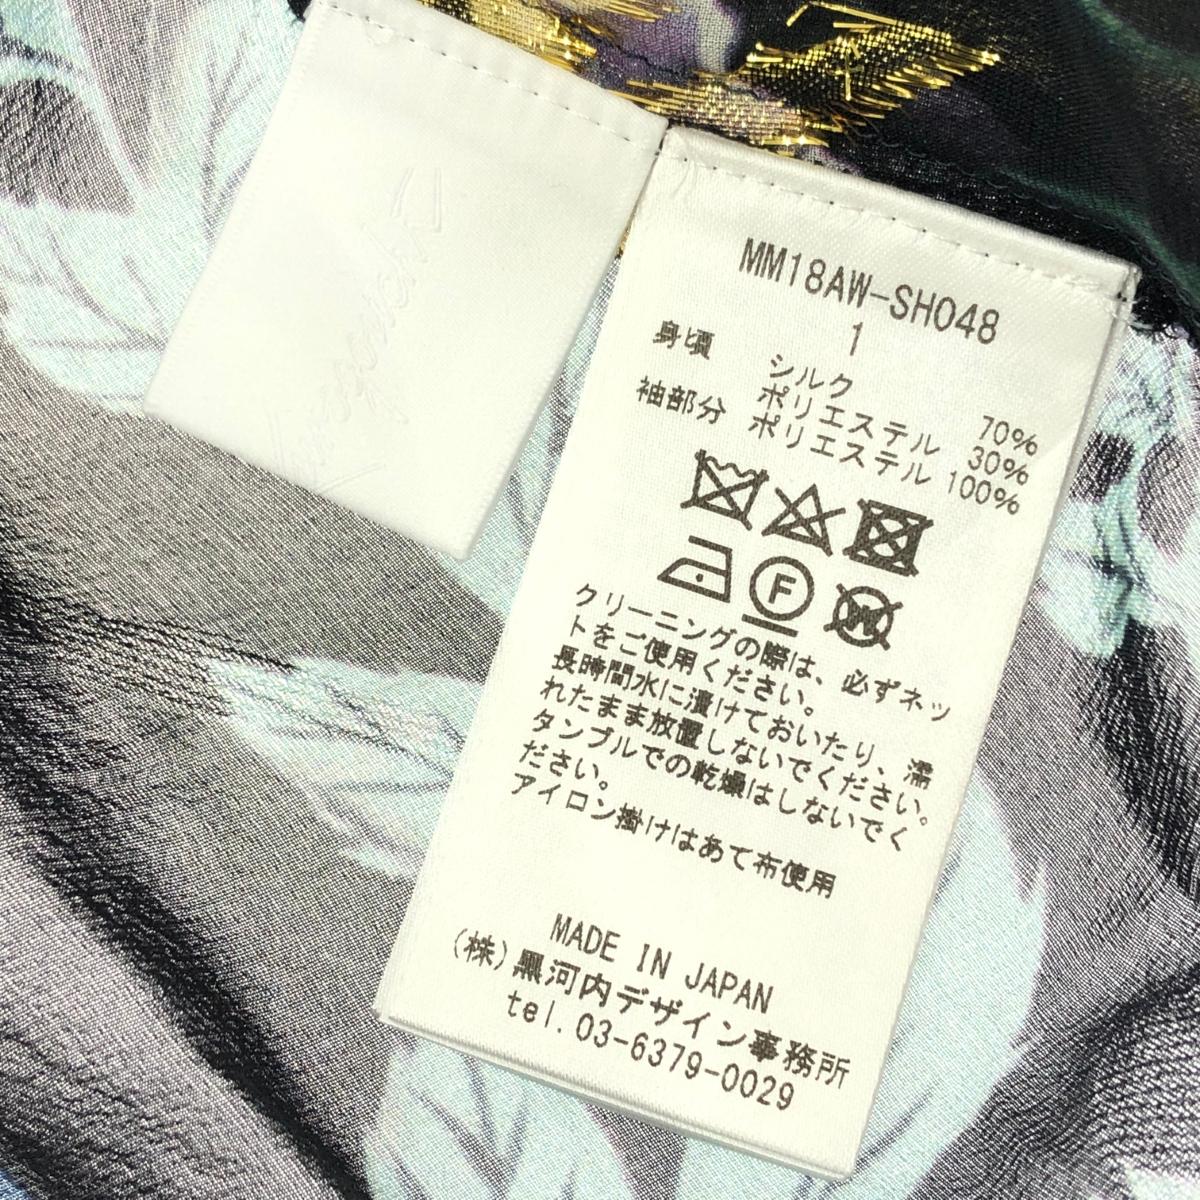 MM18AW-SH048
1
身頃 シルク 70%
ポリエステル 30%
袖部分 ポリエステル 100%
F
W
クリーニングの際は、必ずネッ
トをご使用ください。
長時間水に漬けておいたり、濡
れたまま放置しないでください。
タンブルでの乾燥はしないでく
ださい。
アイロン掛けはあて布使用
MADE IN JAPAN
(株)黒河内デザイン事務所
tel.03-6379-0029